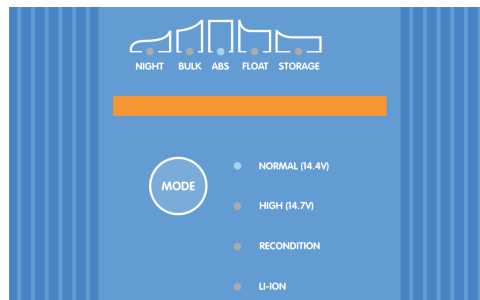 NIGHT BULK ABS FLOAT STORAGE
MODE
NORMAL (14.4V)
HIGH (14.7V)
RECONDITION
LI-ION